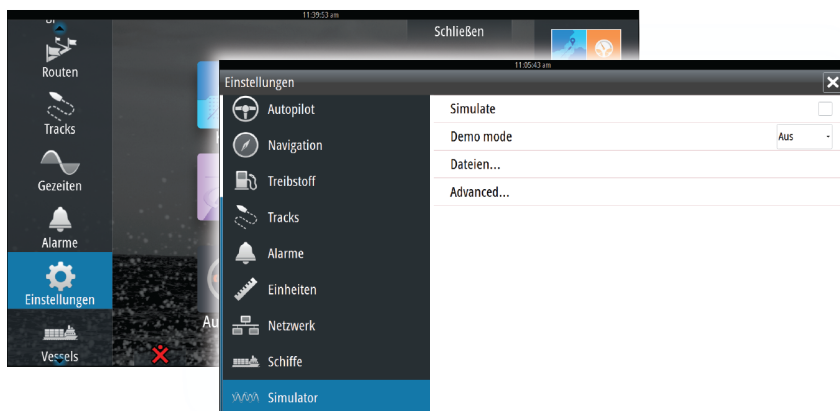 11:39:53 am
Schließen
Routen
Tracks
Gezeiten
Alarme
Einstellungen
Vessels
Au
11:05:43 am
Einstellungen
Autopilot
Navigation
Treibstoff
Tracks
Alarme
Einheiten
Netzwerk
Schiffe
Simulator
Simulate
Demo mode
Aus
Dateien...
Advanced...